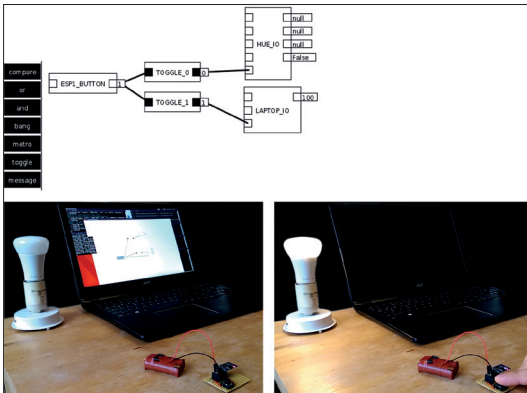 null
null
HUE_IO
null
False
compare
TOGGLE_0 0
or
ESP1_BUTTON 1
and
TOGGLE_1 1
100
LAPTOP_IO
bang
metro
toggle
message